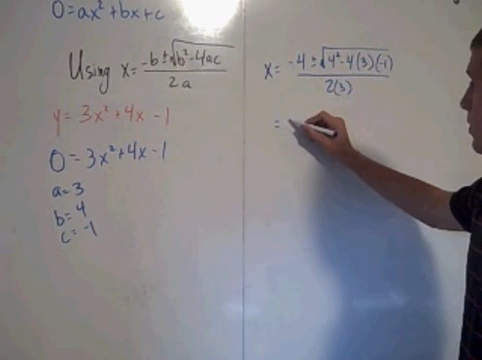 0=ax²+bx+c
Using x= -b±√b²-4ac / 2a
y= 3x²+4x-1
0=3x²+4x-1
a=3
b=4
c=-1
x= -4±√4²-4(3)(-1) / 2(3)
=